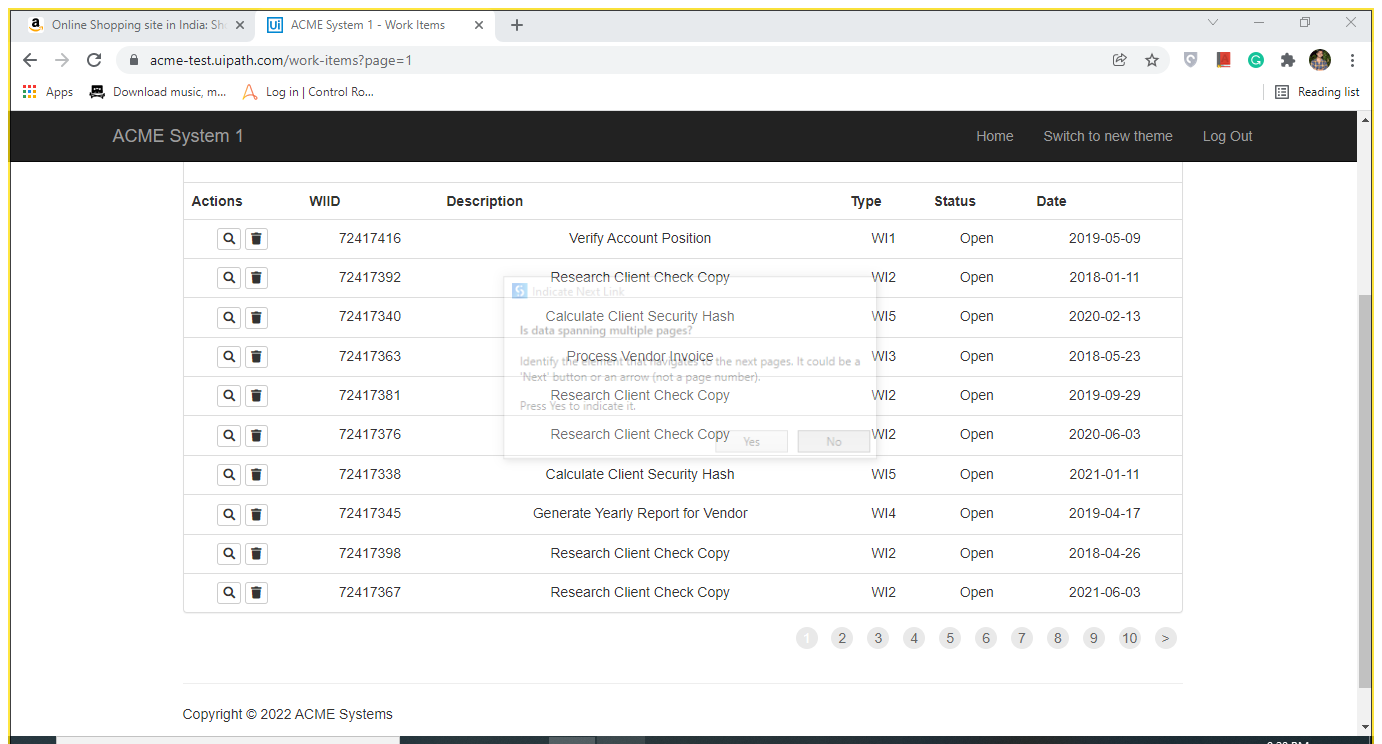 Online Shopping site in India: Sh
ACME System 1 - Work Items
acme-test.uipath.com/work-items?page=1
Apps Download music, m... Log in | Control Ro... Reading list
ACME System 1 Home Switch to new theme Log Out
Actions WIID Description Type Status Date
72417416 Verify Account Position WI1 Open 2019-05-09
72417392 Research Client Check Copy WI2 Open 2018-01-11
72417340 Calculate Client Security Hash WI5 Open 2020-02-13
72417363 Process Vendor Invoice WI3 Open 2018-05-23
72417381 Research Client Check Copy WI2 Open 2019-09-29
72417376 Research Client Check Copy WI2 Open 2020-06-03
72417338 Calculate Client Security Hash WI5 Open 2021-01-11
72417345 Generate Yearly Report for Vendor WI4 Open 2019-04-17
72417398 Research Client Check Copy WI2 Open 2018-04-26
72417367 Research Client Check Copy WI2 Open 2021-06-03
Indicate Next Link
Is data spanning multiple pages?
Identify the element that navigates to the next pages. It could be a
'Next' button or an arrow (not a page number).
Press Yes to indicate it.
Yes No
1 2 3 4 5 6 7 8 9 10 >
Copyright © 2022 ACME Systems